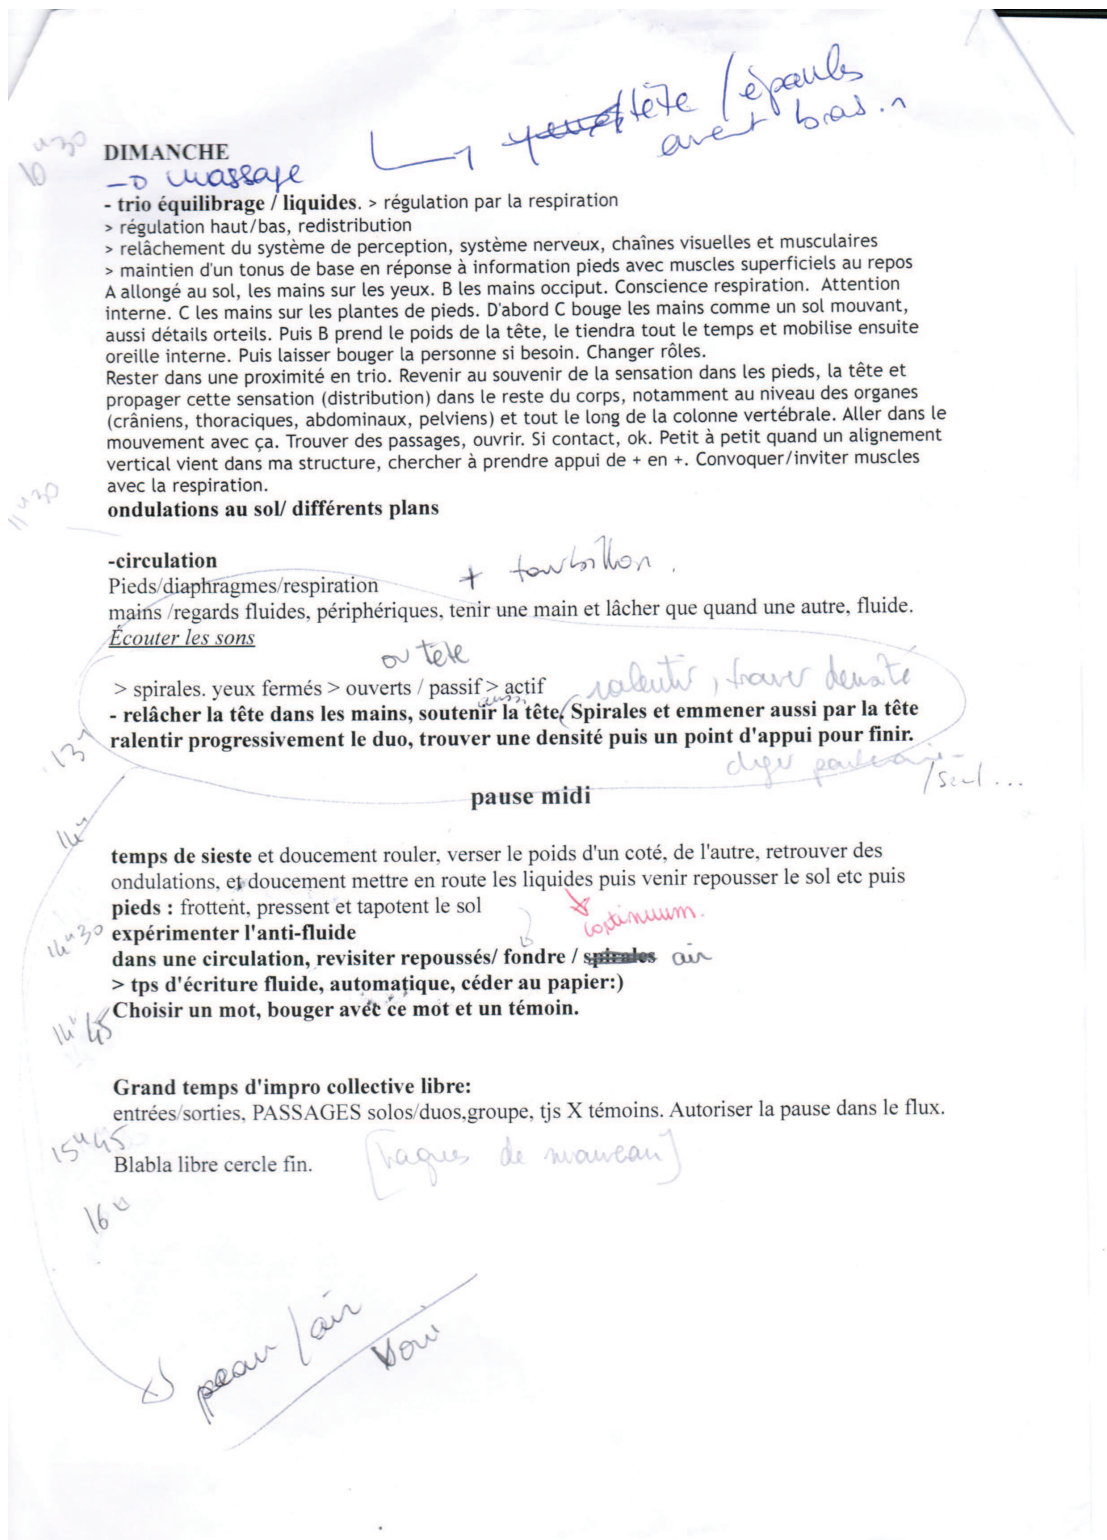 tête / épaules
avant bras.
10h30
DIMANCHE
→ massage
- trio équilibrage / liquides. > régulation par la respiration
> régulation haut/bas, redistribution
> relâchement du système de perception, système nerveux, chaînes visuelles et musculaires
> maintien d'un tonus de base en réponse à information pieds avec muscles superficiels au repos
A allongé au sol, les mains sur les yeux. B les mains occiput. Conscience respiration. Attention
interne. C les mains sur les plantes de pieds. D'abord C bouge les mains comme un sol mouvant,
aussi détails orteils. Puis B prend le poids de la tête, le tiendra tout le temps et mobilise ensuite
oreille interne. Puis laisser bouger la personne si besoin. Changer rôles.
Rester dans une proximité en trio. Revenir au souvenir de la sensation dans les pieds, la tête et
propager cette sensation (distribution) dans le reste du corps, notamment au niveau des organes
(crâniens, thoraciques, abdominaux, pelviens) et tout le long de la colonne vertébrale. Aller dans le
mouvement avec ça. Trouver des passages, ouvrir. Si contact, ok. Petit à petit quand un alignement
vertical vient dans ma structure, chercher à prendre appui de + en +. Convoquer/inviter muscles
avec la respiration.
11h30
ondulations au sol/ différents plans
-circulation
+ tourbillon.
Pieds/diaphragmes/respiration
mains /regards fluides, périphériques, tenir une main et lâcher que quand une autre, fluide.
Écouter les sons
ou tête
> spirales. yeux fermés > ouverts / passif > actif
ralentir, trouver densité
aussi
- relâcher la tête dans les mains, soutenir la tête. Spirales et emmener aussi par la tête
ralentir progressivement le duo, trouver une densité puis un point d'appui pour finir.
13h
/seul...
pause midi
14h
temps de sieste et doucement rouler, verser le poids d'un coté, de l'autre, retrouver des
ondulations, et doucement mettre en route les liquides puis venir repousser le sol etc puis
pieds : frottent, pressent et tapotent le sol
continuum.
14h30
expérimenter l'anti-fluide
dans une circulation, revisiter repoussés/ fondre / spirales air
> tps d'écriture fluide, automatique, céder au papier:)
Choisir un mot, bouger avec ce mot et un témoin.
14h45
Grand temps d'impro collective libre:
entrées/sorties, PASSAGES solos/duos,groupe, tjs X témoins. Autoriser la pause dans le flux.
15h45
Blabla libre cercle fin.
16h
peau / air